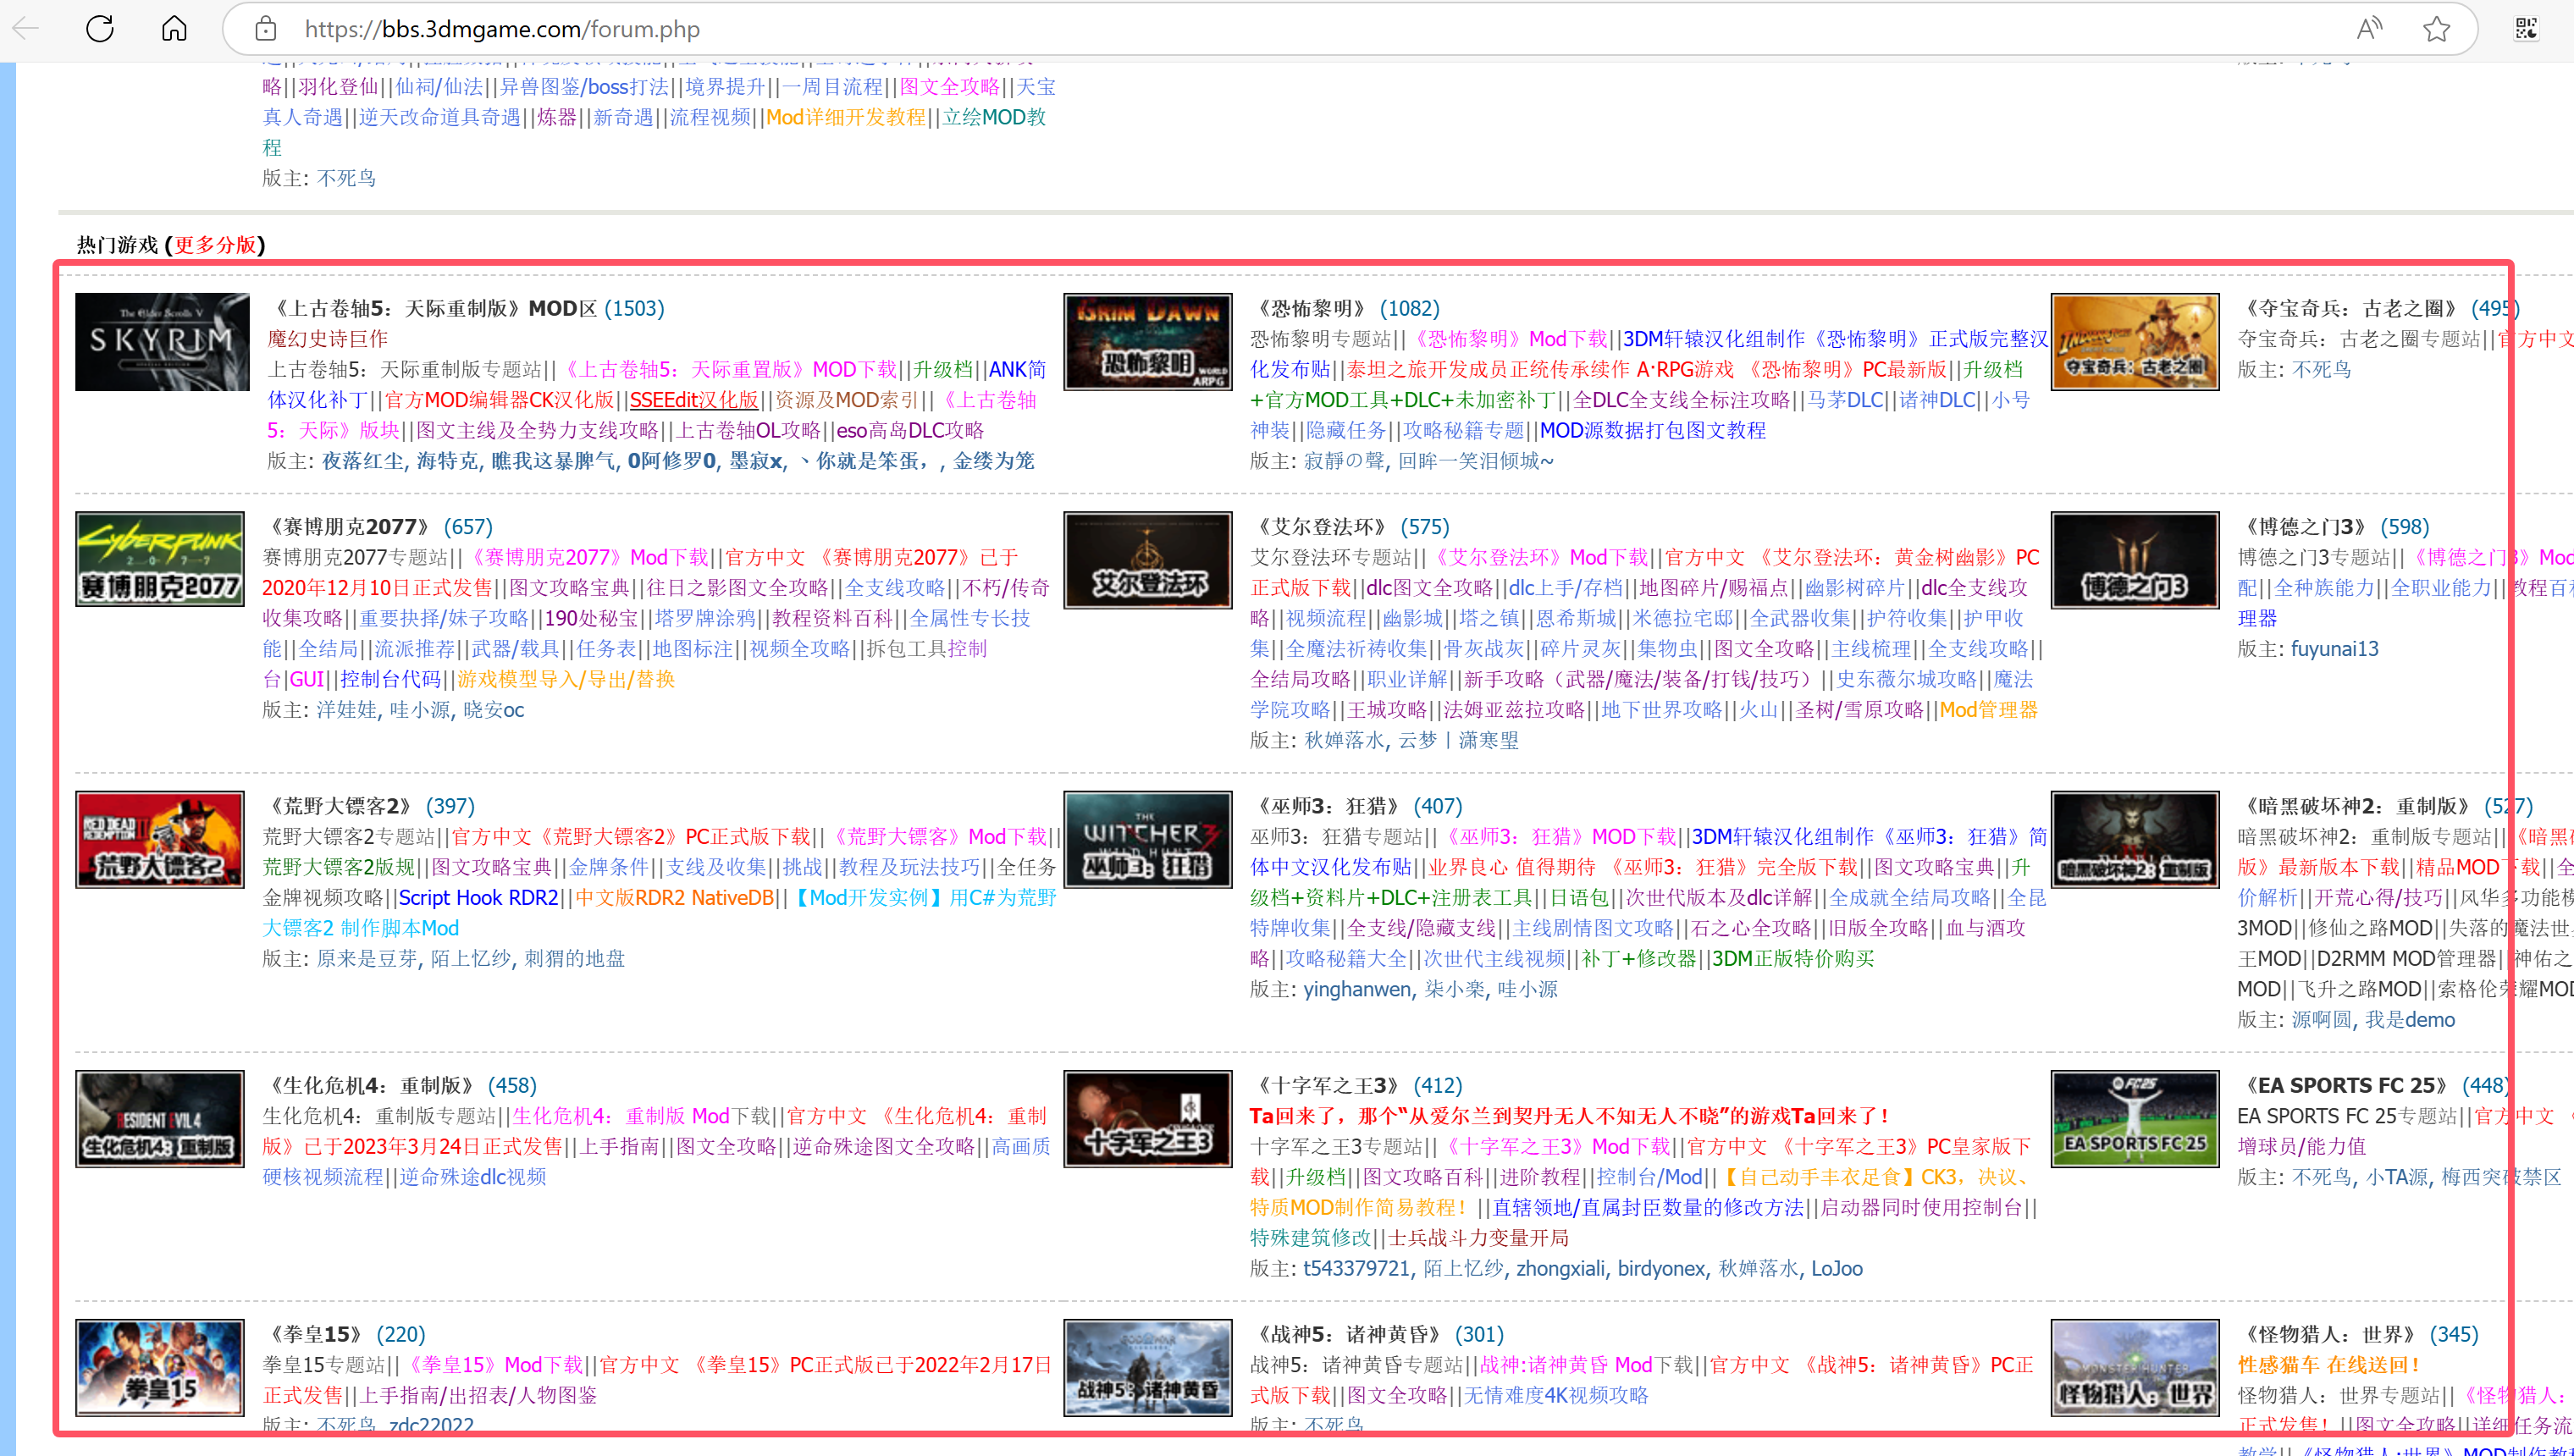 https://bbs.3dmgame.com/forum.php
略||羽化登仙||仙祠/仙法||异兽图鉴/boss打法||境界提升||一周目流程||图文全攻略||天宝
真人奇遇||逆天改命道具奇遇||炼器||新奇遇||流程视频||Mod详细开发教程||立绘MOD教
程
版主: 不死鸟
热门游戏 (更多分版)
The Elder Scrolls V
SKYRIM
《上古卷轴5：天际重制版》MOD区 (1503)
魔幻史诗巨作
上古卷轴5：天际重制版专题站||《上古卷轴5：天际重置版》MOD下载||升级档||ANK简
体汉化补丁||官方MOD编辑器CK汉化版||SSEEdit汉化版||资源及MOD索引||《上古卷轴
5：天际》版块||图文主线及全势力支线攻略||上古卷轴OL攻略||eso高岛DLC攻略
版主: 夜落红尘, 海特克, 瞧我这暴脾气, 0阿修罗0, 墨寂x, 丶你就是笨蛋，, 金缕为笼
GRIM DAWN
恐怖黎明
WORLD
ARPG
《恐怖黎明》 (1082)
恐怖黎明专题站||《恐怖黎明》Mod下载||3DM轩辕汉化组制作《恐怖黎明》正式版完整汉
化发布贴||泰坦之旅开发成员正统传承续作 A·RPG游戏 《恐怖黎明》PC最新版||升级档
+官方MOD工具+DLC+未加密补丁||全DLC全支线全标注攻略||马茅DLC||诸神DLC||小号
神装||隐藏任务||攻略秘籍专题||MOD源数据打包图文教程
版主: 寂靜の聲, 回眸一笑泪倾城~
夺宝奇兵：古老之圈
《夺宝奇兵：古老之圈》 (495)
夺宝奇兵：古老之圈专题站||官方中文
版主: 不死鸟
CYBERPUNK
2077
赛博朋克2077
《赛博朋克2077》 (657)
赛博朋克2077专题站||《赛博朋克2077》Mod下载||官方中文 《赛博朋克2077》已于
2020年12月10日正式发售||图文攻略宝典||往日之影图文全攻略||全支线攻略||不朽/传奇
收集攻略||重要抉择/妹子攻略||190处秘宝||塔罗牌涂鸦||教程资料百科||全属性专长技
能||全结局||流派推荐||武器/载具||任务表||地图标注||视频全攻略||拆包工具控制
台|GUI||控制台代码||游戏模型导入/导出/替换
版主: 洋娃娃, 哇小源, 晓安oc
艾尔登法环
《艾尔登法环》 (575)
艾尔登法环专题站||《艾尔登法环》Mod下载||官方中文 《艾尔登法环：黄金树幽影》PC
正式版下载||dlc图文全攻略||dlc上手/存档||地图碎片/赐福点||幽影树碎片||dlc全支线攻
略||视频流程||幽影城||塔之镇||恩希斯城||米德拉宅邸||全武器收集||护符收集||护甲收
集||全魔法祈祷收集||骨灰战灰||碎片灵灰||集物虫||图文全攻略||主线梳理||全支线攻略||
全结局攻略||职业详解||新手攻略（武器/魔法/装备/打钱/技巧）||史东薇尔城攻略||魔法
学院攻略||王城攻略||法姆亚兹拉攻略||地下世界攻略||火山||圣树/雪原攻略||Mod管理器
版主: 秋婵落水, 云梦丨潇寒曐
博德之门3
《博德之门3》 (598)
博德之门3专题站||《博德之门3》Mod
配||全种族能力||全职业能力||教程百
理器
版主: fuyunai13
RED DEAD
REDEMPTION II
荒野大镖客2
《荒野大镖客2》 (397)
荒野大镖客2专题站||官方中文《荒野大镖客2》PC正式版下载||《荒野大镖客》Mod下载||
荒野大镖客2版规||图文攻略宝典||金牌条件||支线及收集||挑战||教程及玩法技巧||全任务
金牌视频攻略||Script Hook RDR2||中文版RDR2 NativeDB||【Mod开发实例】用C#为荒野
大镖客2 制作脚本Mod
版主: 原来是豆芽, 陌上忆纱, 刺猬的地盘
THE
WITCHER 3
巫师3：狂猎
《巫师3：狂猎》 (407)
巫师3：狂猎专题站||《巫师3：狂猎》MOD下载||3DM轩辕汉化组制作《巫师3：狂猎》简
体中文汉化发布贴||业界良心 值得期待 《巫师3：狂猎》完全版下载||图文攻略宝典||升
级档+资料片+DLC+注册表工具||日语包||次世代版本及dlc详解||全成就全结局攻略||全昆
特牌收集||全支线/隐藏支线||主线剧情图文攻略||石之心全攻略||旧版全攻略||血与酒攻
略||攻略秘籍大全||次世代主线视频||补丁+修改器||3DM正版特价购买
版主: yinghanwen, 柒小楽, 哇小源
暗黑破坏神2：重制版
《暗黑破坏神2：重制版》 (527)
暗黑破坏神2：重制版专题站||《暗黑
版》最新版本下载||精品MOD下载||全
价解析||开荒心得/技巧||风华多功能模
3MOD||修仙之路MOD||失落的魔法世
王MOD||D2RMM MOD管理器||神佑之
MOD||飞升之路MOD||索格伦荣耀MOD
版主: 源啊圆, 我是demo
RESIDENT EVIL 4
生化危机4：重制版
《生化危机4：重制版》 (458)
生化危机4：重制版专题站||生化危机4：重制版 Mod下载||官方中文 《生化危机4：重制
版》已于2023年3月24日正式发售||上手指南||图文全攻略||逆命殊途图文全攻略||高画质
硬核视频流程||逆命殊途dlc视频
十字军之王3
《十字军之王3》 (412)
Ta回来了，那个“从爱尔兰到契丹无人不知无人不晓”的游戏Ta回来了！
十字军之王3专题站||《十字军之王3》Mod下载||官方中文 《十字军之王3》PC皇家版下
载||升级档||图文攻略百科||进阶教程||控制台/Mod||【自己动手丰衣足食】CK3，决议、
特质MOD制作简易教程！||直辖领地/直属封臣数量的修改方法||启动器同时使用控制台||
特殊建筑修改||士兵战斗力变量开局
版主: t543379721, 陌上忆纱, zhongxiali, birdyonex, 秋婵落水, LoJoo
FC25
EA SPORTS FC 25
《EA SPORTS FC 25》 (448)
EA SPORTS FC 25专题站||官方中文
增球员/能力值
版主: 不死鸟, 小TA源, 梅西突破禁区
拳皇15
《拳皇15》 (220)
拳皇15专题站||《拳皇15》Mod下载||官方中文 《拳皇15》PC正式版已于2022年2月17日
正式发售||上手指南/出招表/人物图鉴
版主: 不死鸟, zdc22022
战神5：诸神黄昏
《战神5：诸神黄昏》 (301)
战神5：诸神黄昏专题站||战神:诸神黄昏 Mod下载||官方中文 《战神5：诸神黄昏》PC正
式版下载||图文全攻略||无情难度4K视频攻略
版主: 不死鸟
MONSTER HUNTER
怪物猎人：世界
《怪物猎人：世界》 (345)
性感猫车 在线送回！
怪物猎人：世界专题站||《怪物猎人：
正式发售！||图文全攻略||详细任务流
教学||《怪物猎人:世界》MOD制作教